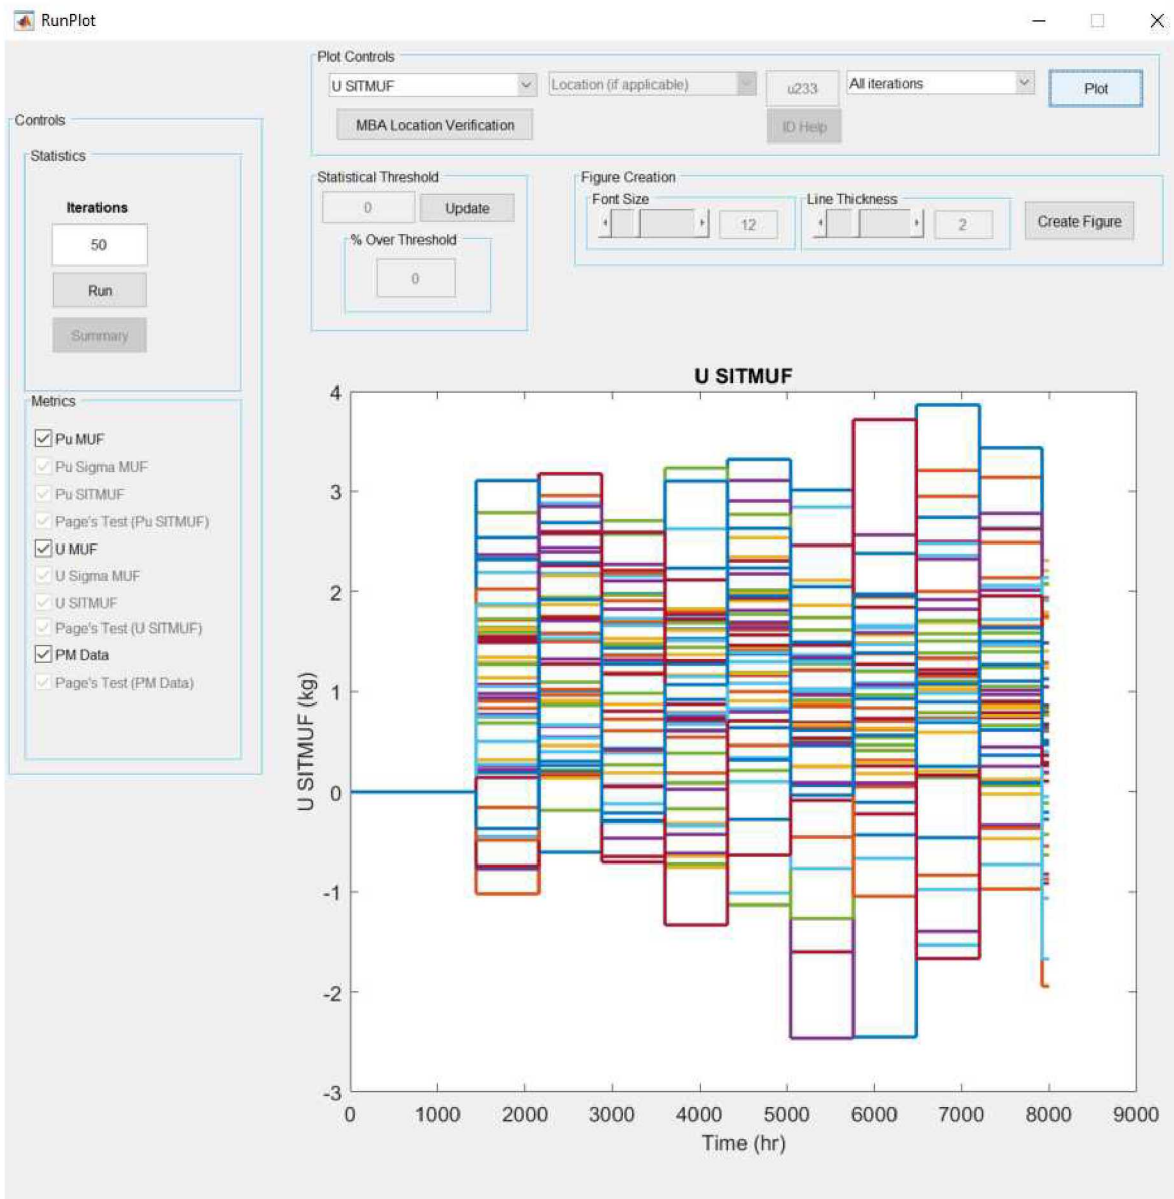 RunPlot
Plot Controls
U SITMUF
Location (if applicable)
u233
All iterations
Plot
MBA Location Verification
ID Help
Controls
Statistics
Iterations
50
Run
Summary
Statistical Threshold
0
Update
% Over Threshold
0
Figure Creation
Font Size
12
Line Thickness
2
Create Figure
Metrics
Pu MUF
Pu Sigma MUF
Pu SITMUF
Page's Test (Pu SITMUF)
U MUF
U Sigma MUF
U SITMUF
Page's Test (U SITMUF)
PM Data
Page's Test (PM Data)
U SITMUF
U SITMUF (kg)
4
3
2
1
0
-1
-2
-3
0 1000 2000 3000 4000 5000 6000 7000 8000 9000
Time (hr)